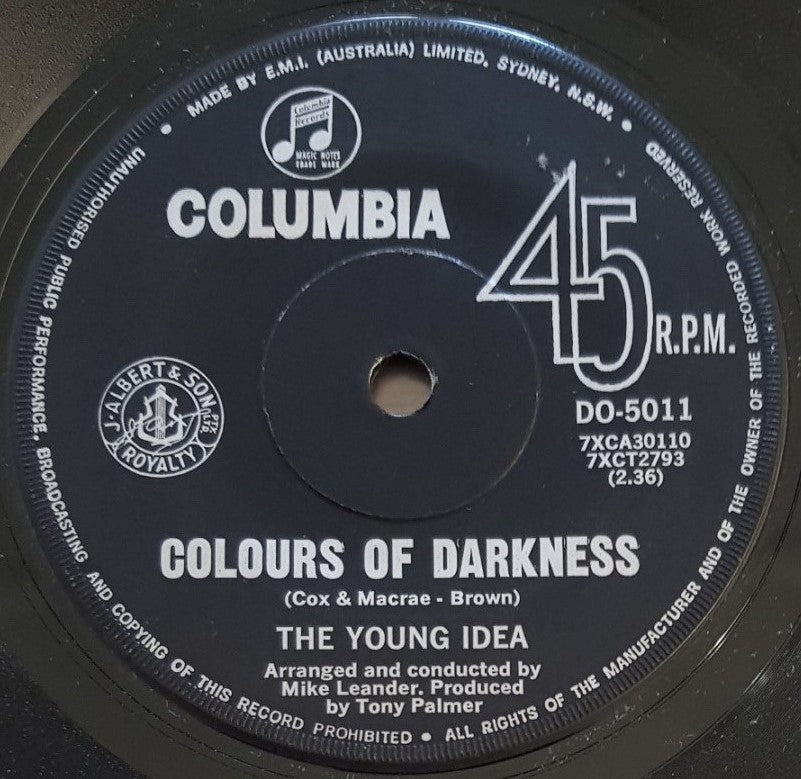 MADE BY E.M.I. (AUSTRALIA) LIMITED. SYDNEY, N.S.W. •
Columbia
Records
MAGIC NOTES
TRADE MARK
COLUMBIA
45
R.P.M.
DO-5011
7XCA30110
7XCT2793
(2.36)
J. ALBERT & SON
PTY.
LTD.
ROYALTY
COLOURS OF DARKNESS
(Cox & Macrae - Brown)
THE YOUNG IDEA
Arranged and conducted by
Mike Leander. Produced
by Tony Palmer
UNAUTHORISED PUBLIC PERFORMANCE, BROADCASTING AND COPYING OF THIS RECORD PROHIBITED • ALL RIGHTS OF THE MANUFACTURER AND OF THE OWNER OF THE RECORDED WORK RESERVED